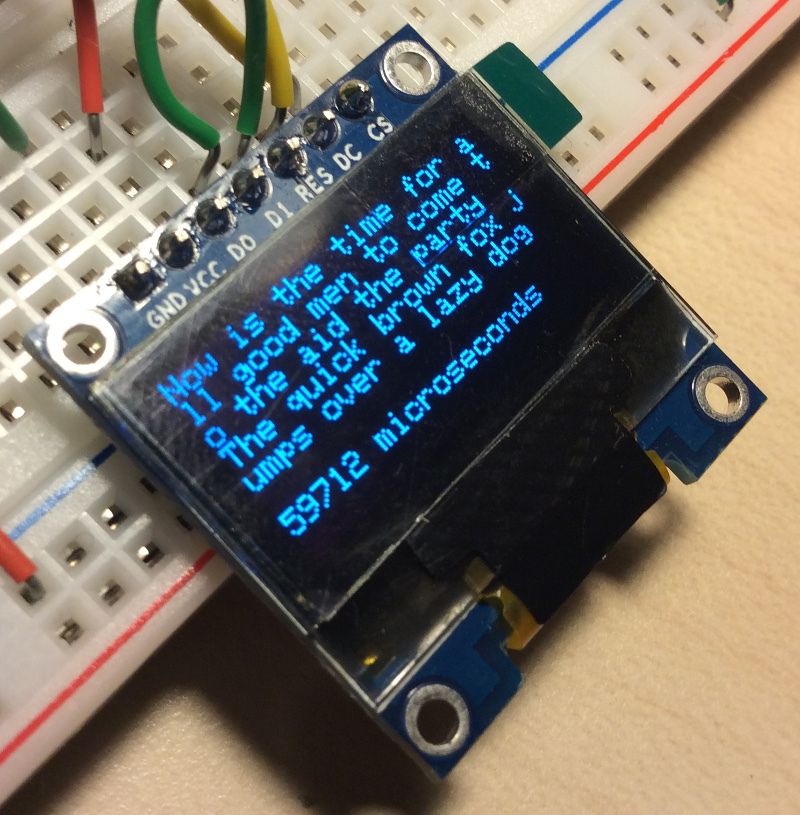 GND VCC D0 D1 RES DC CS
Now is the time for a
ll good men to come t
o the aid the party
The quick brown fox j
umps over a lazy dog
59712 microseconds